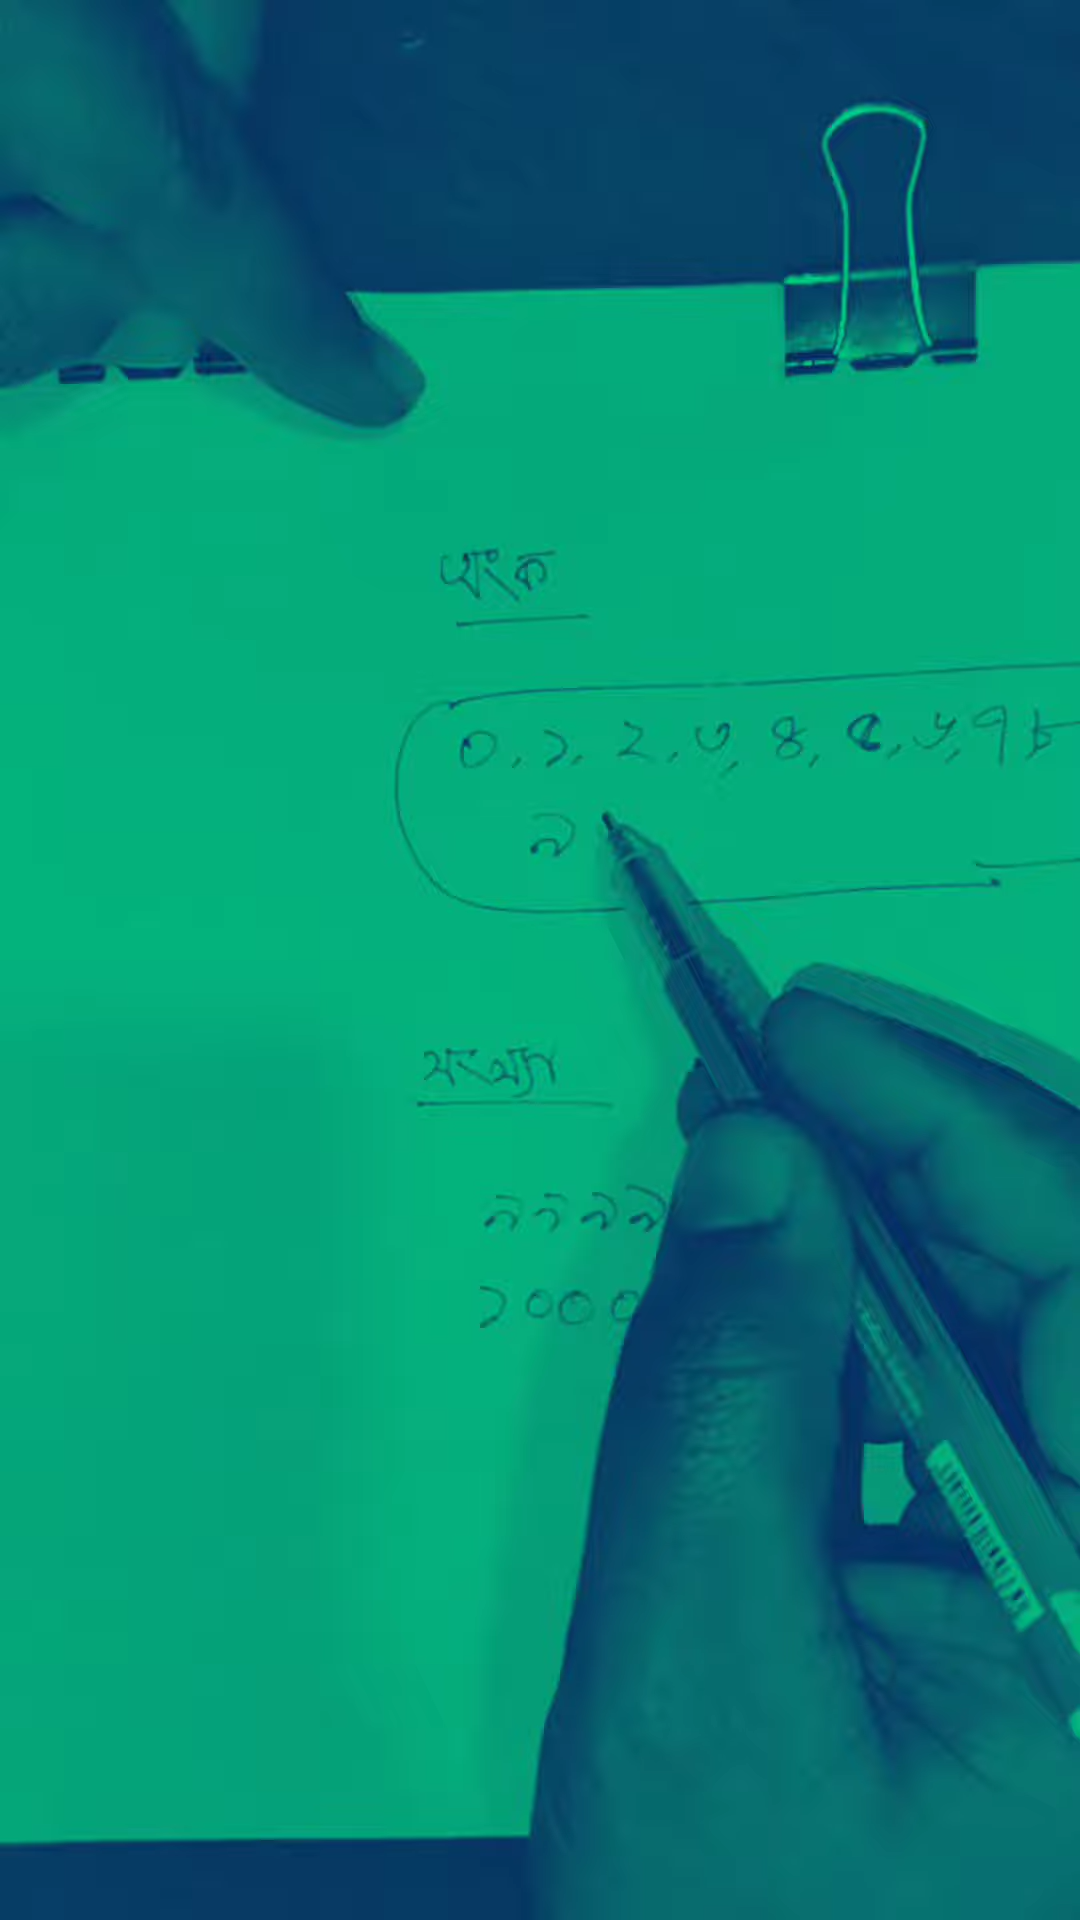 অংক
০, ১, ২, ৩, ৪, ৫, ৬, ৭ ৮
৯
সংখ্যা
৯৯৯৯
১০০০